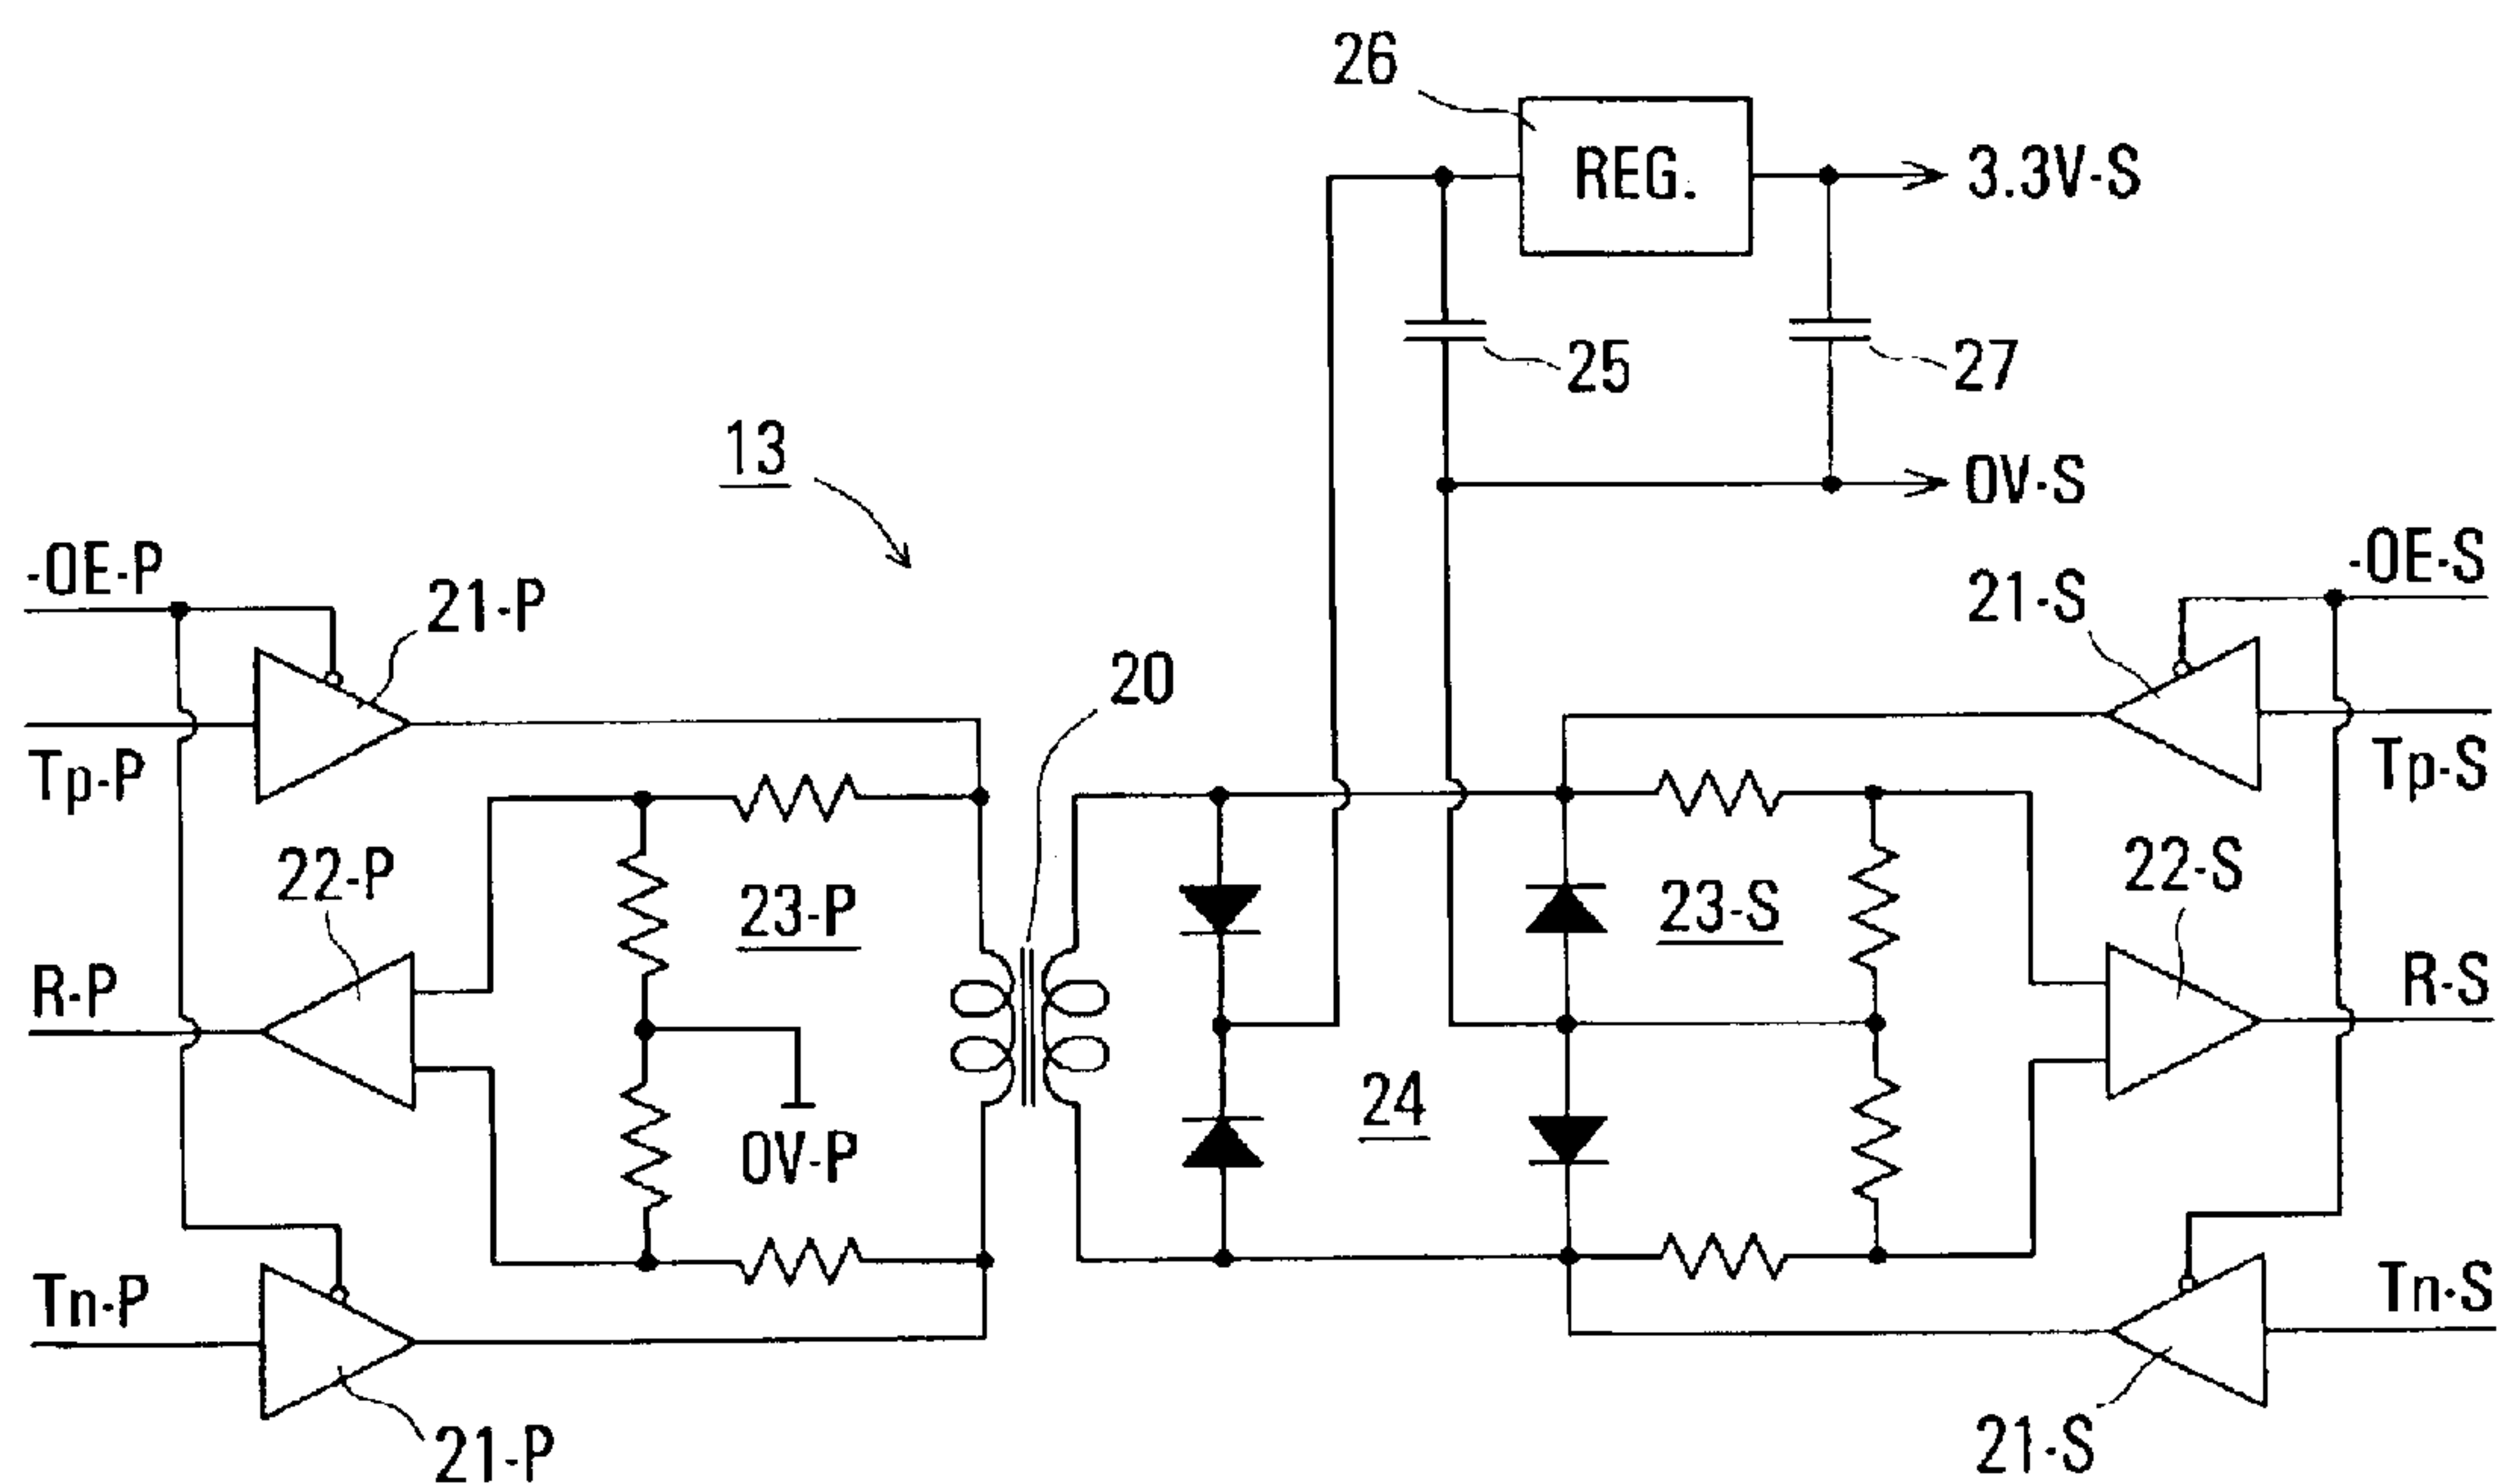 26
REG.
3.3V-S
25
27
13
0V-S
-OE-P
-OE-S
21-P
21-S
20
Tp-P
Tp-S
22-P
23-P
23-S
22-S
R-P
R-S
24
0V-P
Tn-P
Tn-S
21-P
21-S